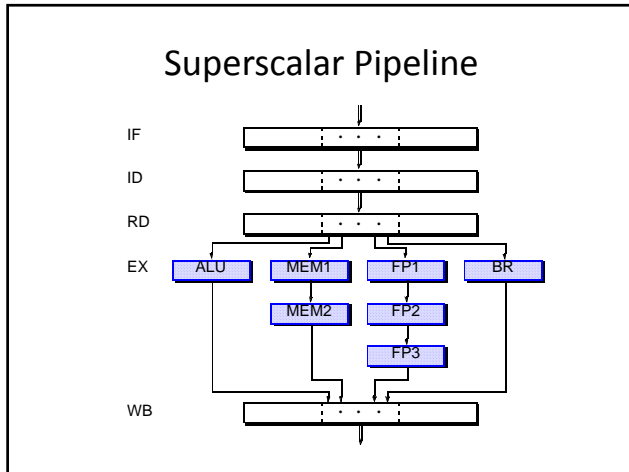 Superscalar Pipeline
IF
• • •
ID
• • •
RD
• • •
EX
ALU
MEM1
FP1
BR
MEM2
FP2
FP3
WB
• • •